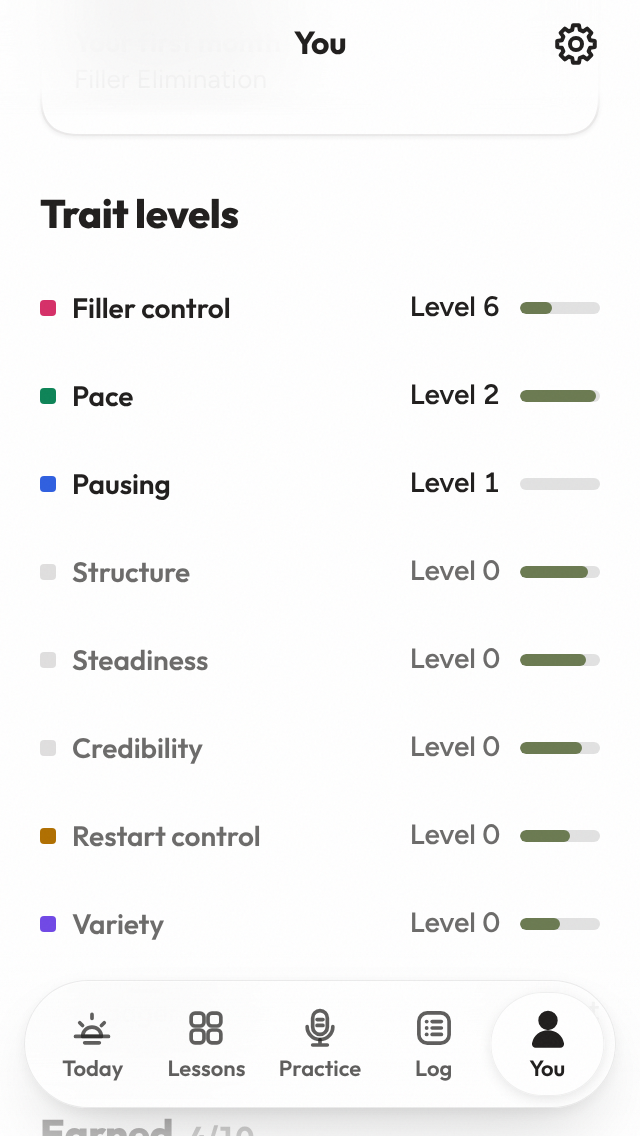 You
Filler Elimination
Trait levels
Filler control Level 6
Pace Level 2
Pausing Level 1
Structure Level 0
Steadiness Level 0
Credibility Level 0
Restart control Level 0
Variety Level 0
Today Lessons Practice Log You
Earned